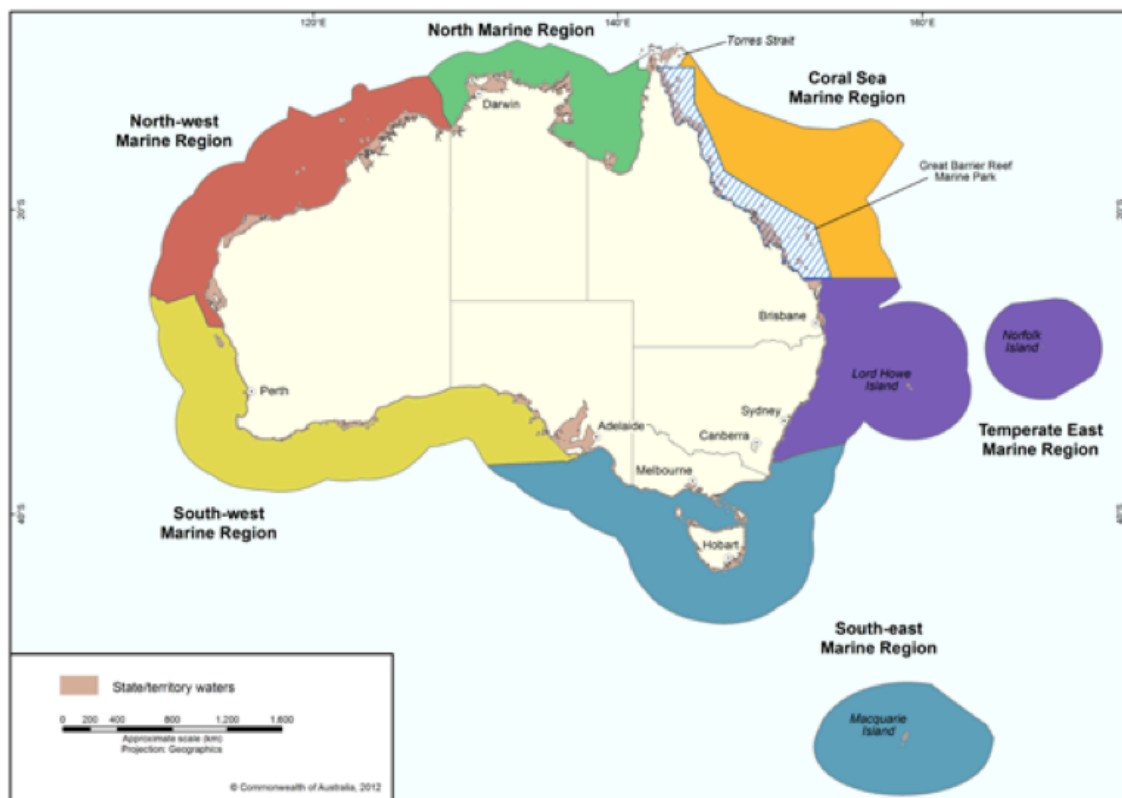 120°E
140°E
160°E
North Marine Region
Torres Strait
Coral Sea
Marine Region
Darwin
North-west
Marine Region
Great Barrier Reef
Marine Park
20°S
20°S
Brisbane
Norfolk
Island
Lord Howe
Island
Perth
Sydney
Adelaide
Canberra
Temperate East
Marine Region
Melbourne
South-west
Marine Region
40°S
40°S
Hobart
South-east
Marine Region
State/territory waters
0 200 400 800 1,200 1,600
Approximate scale (km)
Projection: Geographics
Macquarie
Island
© Commonwealth of Australia, 2012